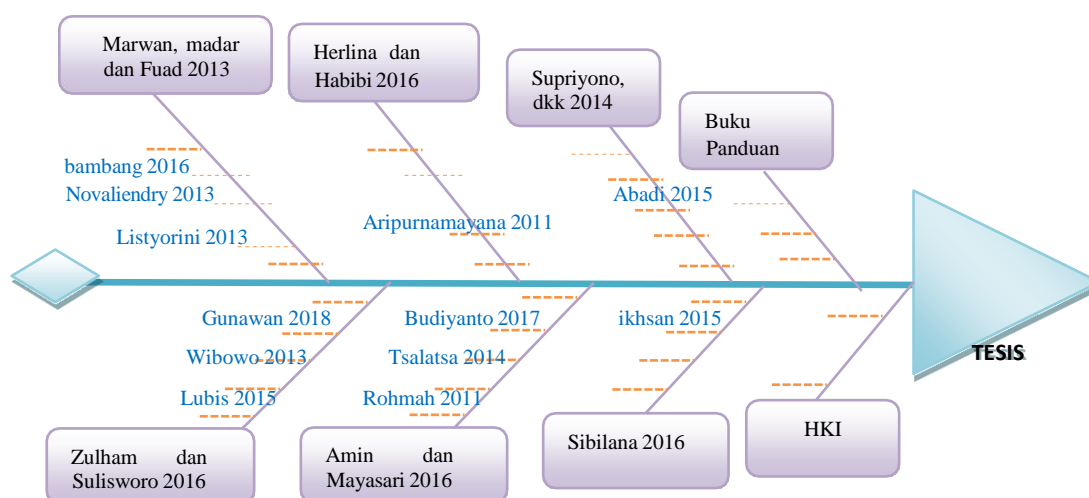 Marwan, madar
dan Fuad 2013
Herlina dan
Habibi 2016
Supriyono,
dkk 2014
Buku
Panduan
bambang 2016
Novaliendry 2013
Listyorini 2013
Aripurnamayana 2011
Abadi 2015
TESIS
Gunawan 2018
Wibowo 2013
Lubis 2015
Budiyanto 2017
Tsalatsa 2014
Rohmah 2011
ikhsan 2015
Zulham dan
Sulisworo 2016
Amin dan
Mayasari 2016
Sibilana 2016
HKI